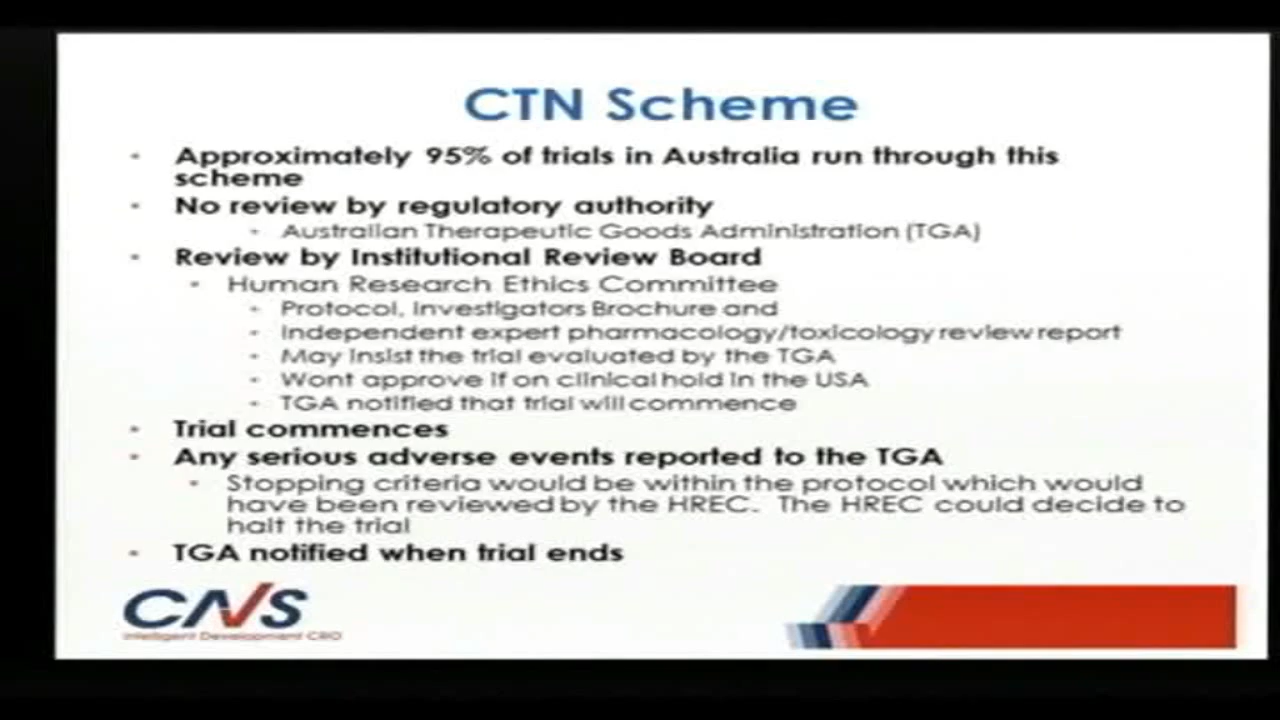 CTN Scheme
• Approximately 95% of trials in Australia run through this
scheme
• No review by regulatory authority
• Australian Therapeutic Goods Administration (TGA)
• Review by Institutional Review Board
• Human Research Ethics Committee
• Protocol, Investigators Brochure and
• Independent expert pharmacology/toxicology review report
• May insist the trial evaluated by the TGA
• Wont approve if on clinical hold in the USA
• TGA notified that trial will commence
• Trial commences
• Any serious adverse events reported to the TGA
• Stopping criteria would be within the protocol which would
have been reviewed by the HREC. The HREC could decide to
halt the trial
• TGA notified when trial ends
CNS
Intelligent Development CRO